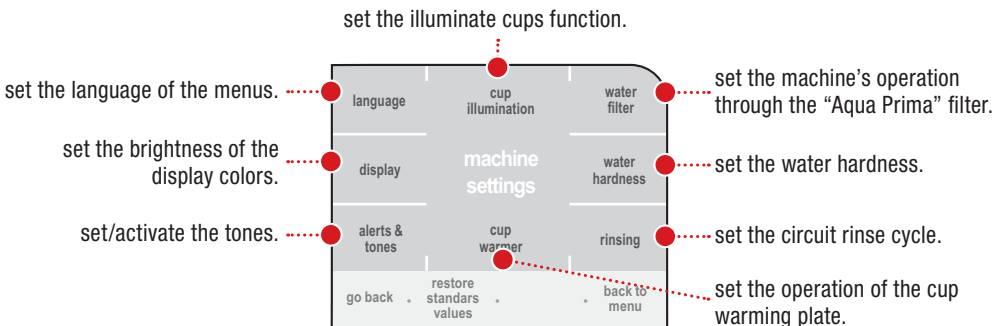 set the illuminate cups function.
set the language of the menus.
set the brightness of the
display colors.
set/activate the tones.
language
cup
illumination
water
filter
display
machine
settings
water
hardness
alerts &
tones
cup
warmer
rinsing
go back
restore
standars
values
back to
menu
set the machine's operation
through the “Aqua Prima” filter.
set the water hardness.
set the circuit rinse cycle.
set the operation of the cup
warming plate.